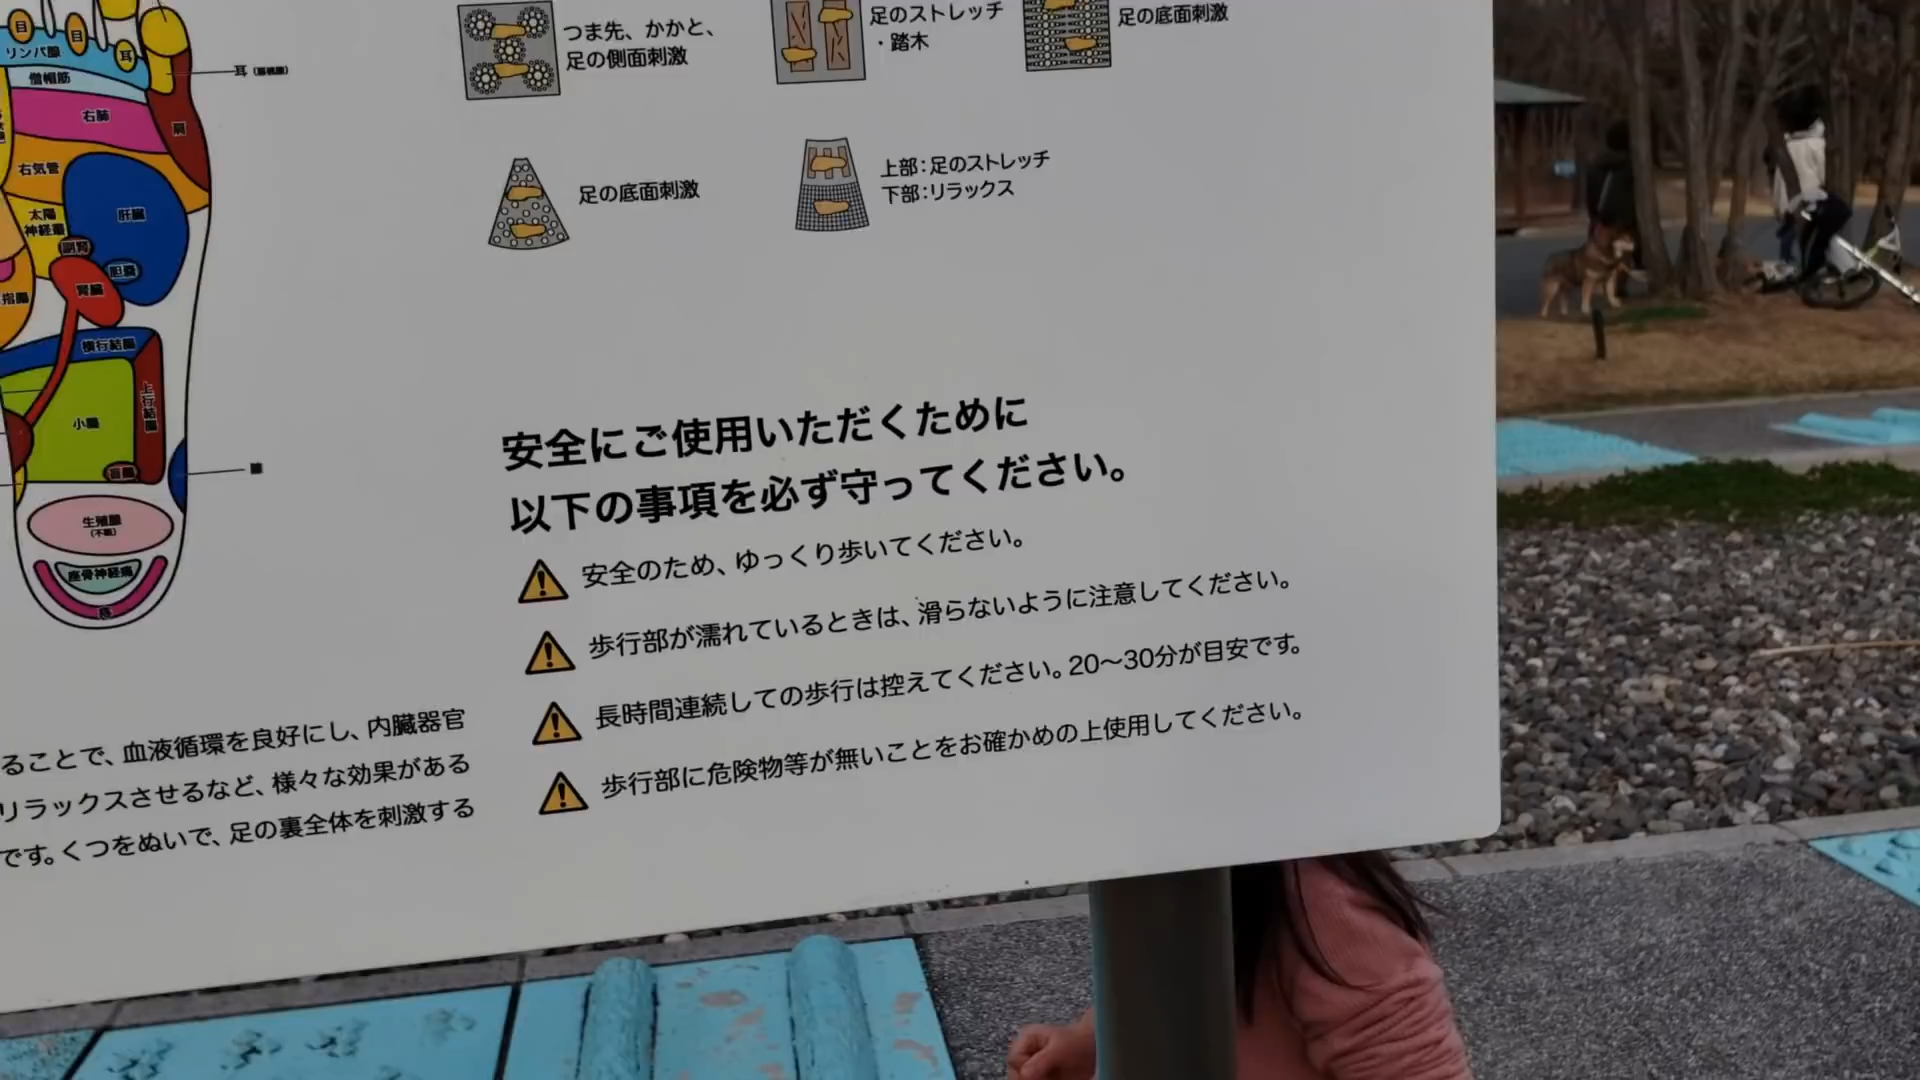 つま先、かかと、
足の側面刺激
足のストレッチ
・踏木
足の底面刺激
足の底面刺激
上部：足のストレッチ
下部：リラックス
目
目
耳
リンパ腺
僧帽筋
耳
右肺
肩
右気管
太陽
神経叢
肝臓
副腎
胆嚢
腎臓
横行結腸
上行結腸
小腸
盲腸
生殖腺
座骨神経痛
安全にご使用いただくために
以下の事項を必ず守ってください。
安全のため、ゆっくり歩いてください。
歩行部が濡れているときは、滑らないように注意してください。
長時間連続しての歩行は控えてください。20～30分が目安です。
歩行部に危険物等が無いことをお確かめの上使用してください。
ることで、血液循環を良好にし、内臓器官
リラックスさせるなど、様々な効果がある
です。くつをぬいで、足の裏全体を刺激する